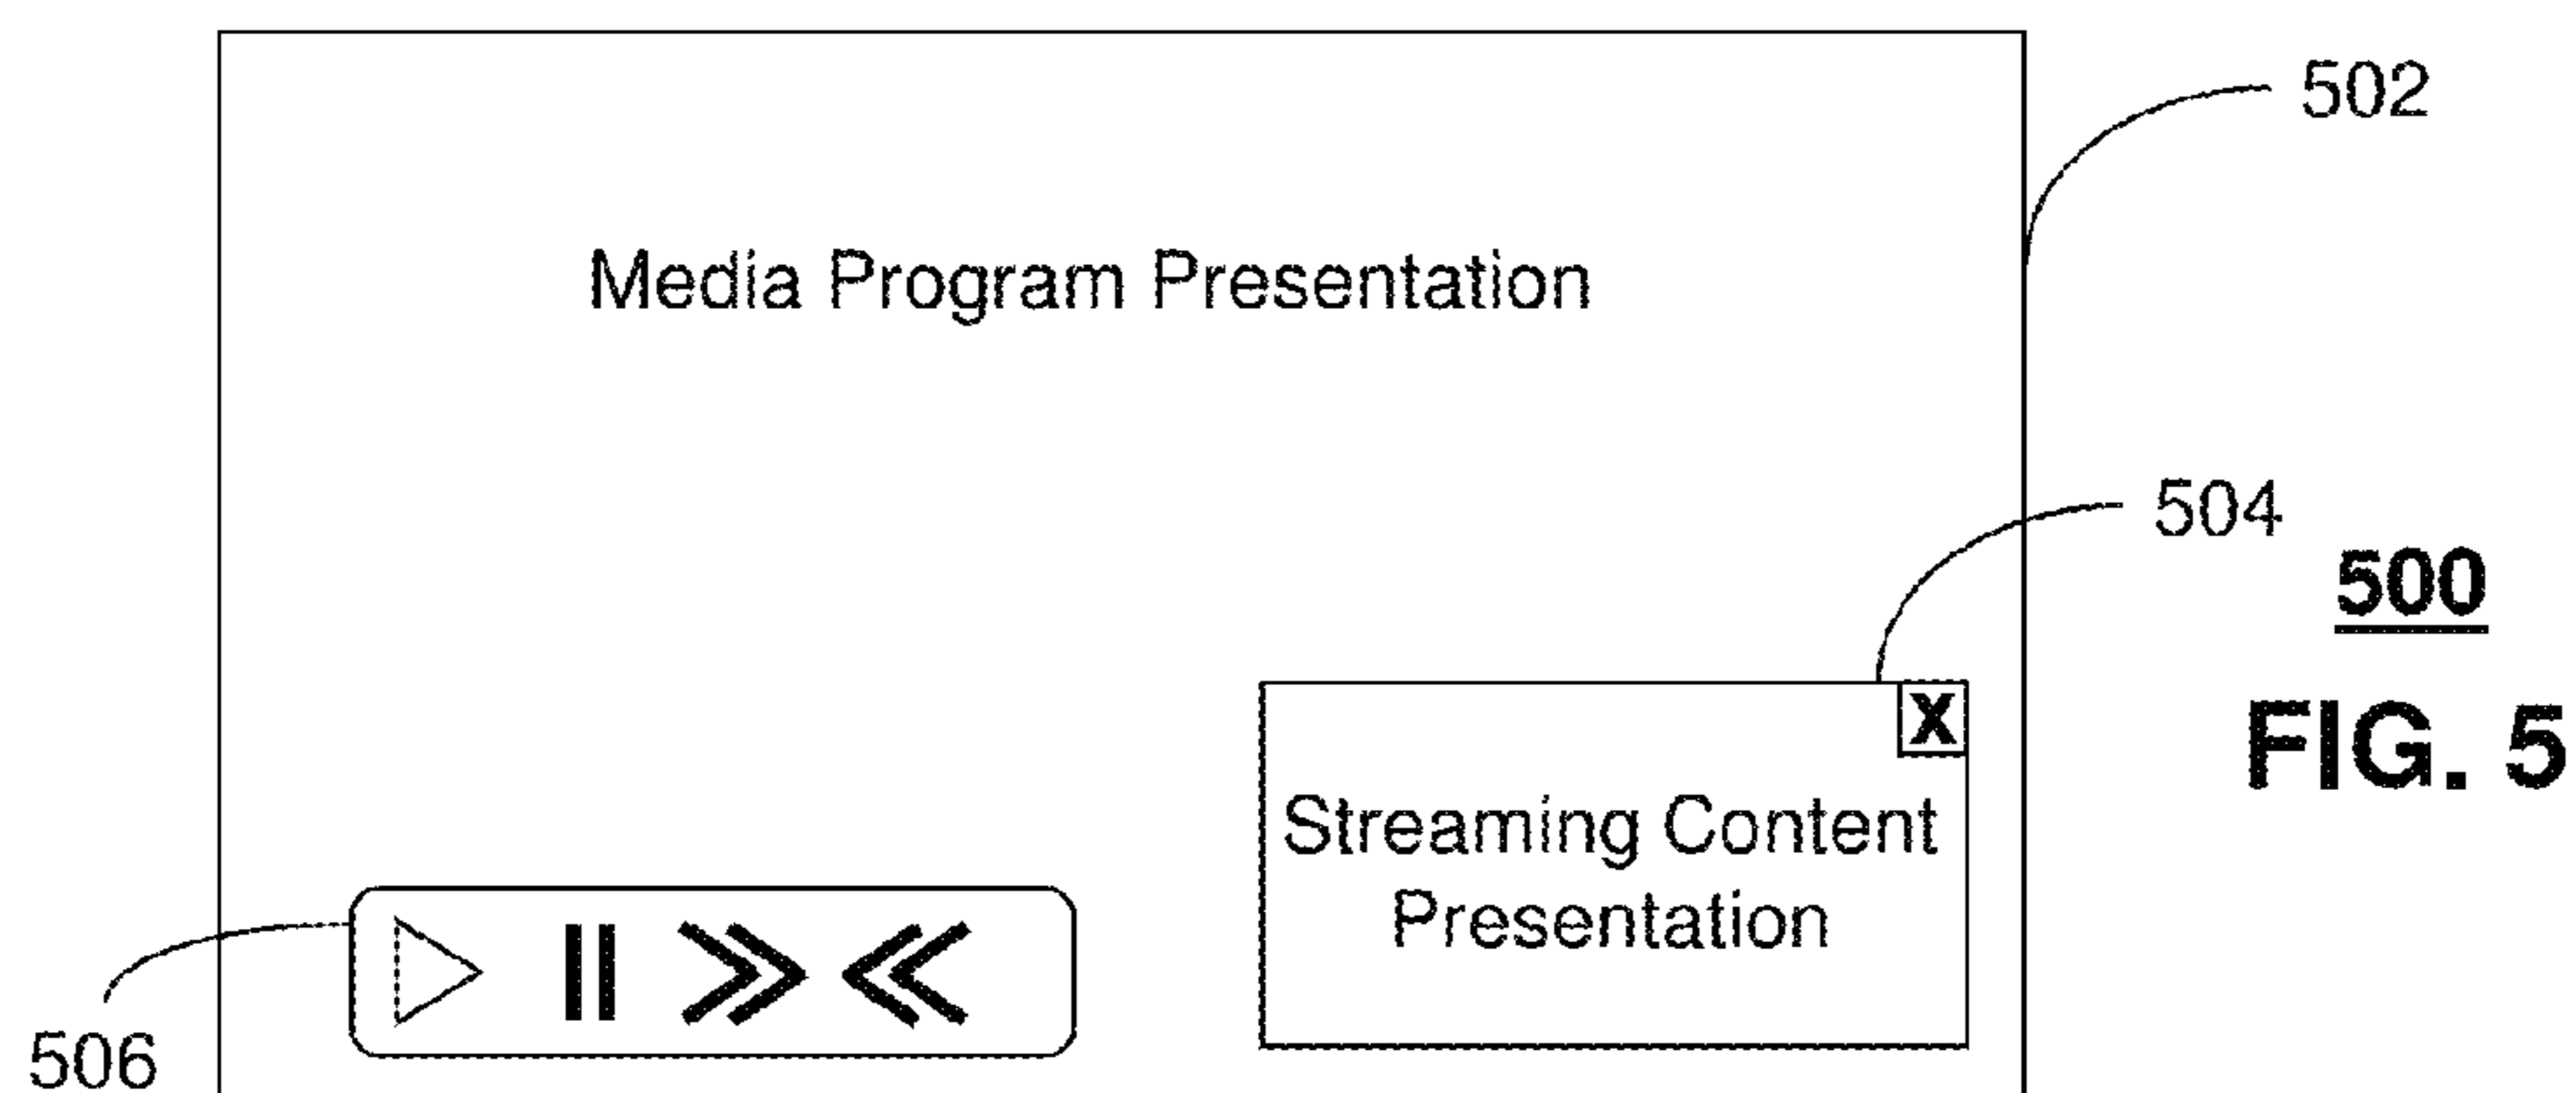 502
Media Program Presentation
504
500
FIG. 5
X
Streaming Content
Presentation
506